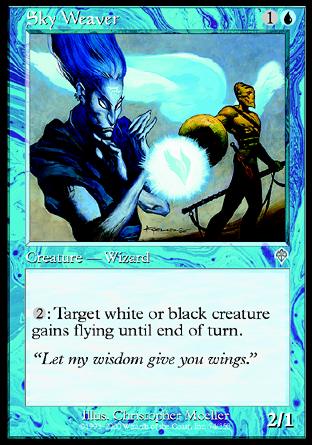 Sky Weaver 1
Creature — Wizard
2: Target white or black creature
gains flying until end of turn.
“Let my wisdom give you wings.”
Illus. Christopher Moeller
2/1